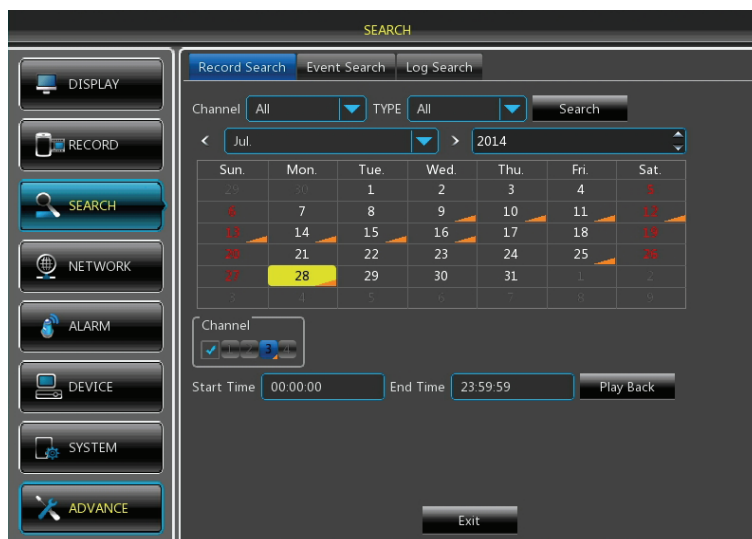 SEARCH
DISPLAY
RECORD
SEARCH
NETWORK
ALARM
DEVICE
SYSTEM
ADVANCE
Record Search Event Search Log Search
Channel All TYPE All Search
< Jul. > 2014
Sun. Mon. Tue. Wed. Thu. Fri. Sat.
29 30 1 2 3 4 5
6 7 8 9 10 11 12
13 14 15 16 17 18 19
20 21 22 23 24 25 26
27 28 29 30 31 1 2
3 4 5 6 7 8 9
Channel
1 2 3 4
Start Time 00:00:00 End Time 23:59:59 Play Back
Exit